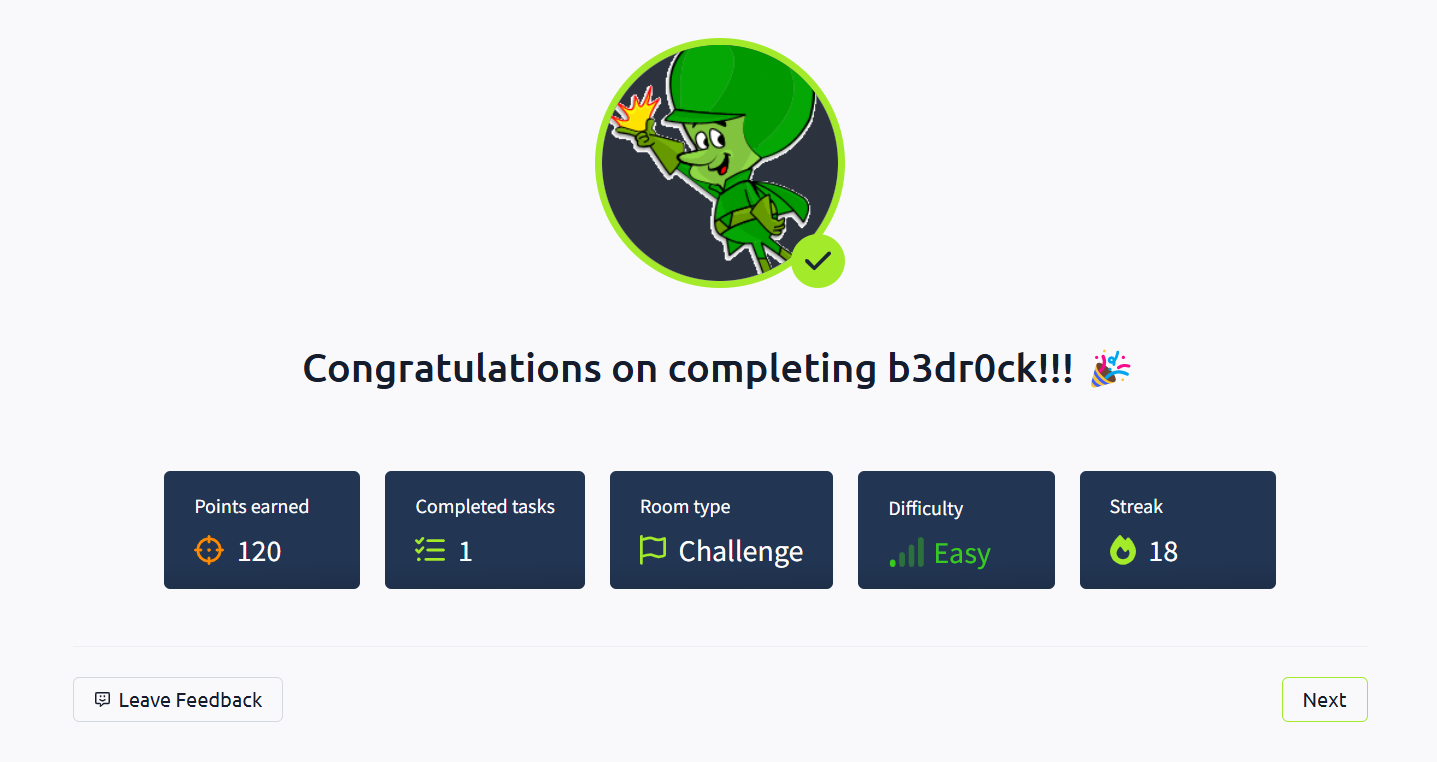 Congratulations on completing b3dr0ck!!! 🎉
Points earned
120
Completed tasks
1
Room type
Challenge
Difficulty
Easy
Streak
18
Leave Feedback
Next